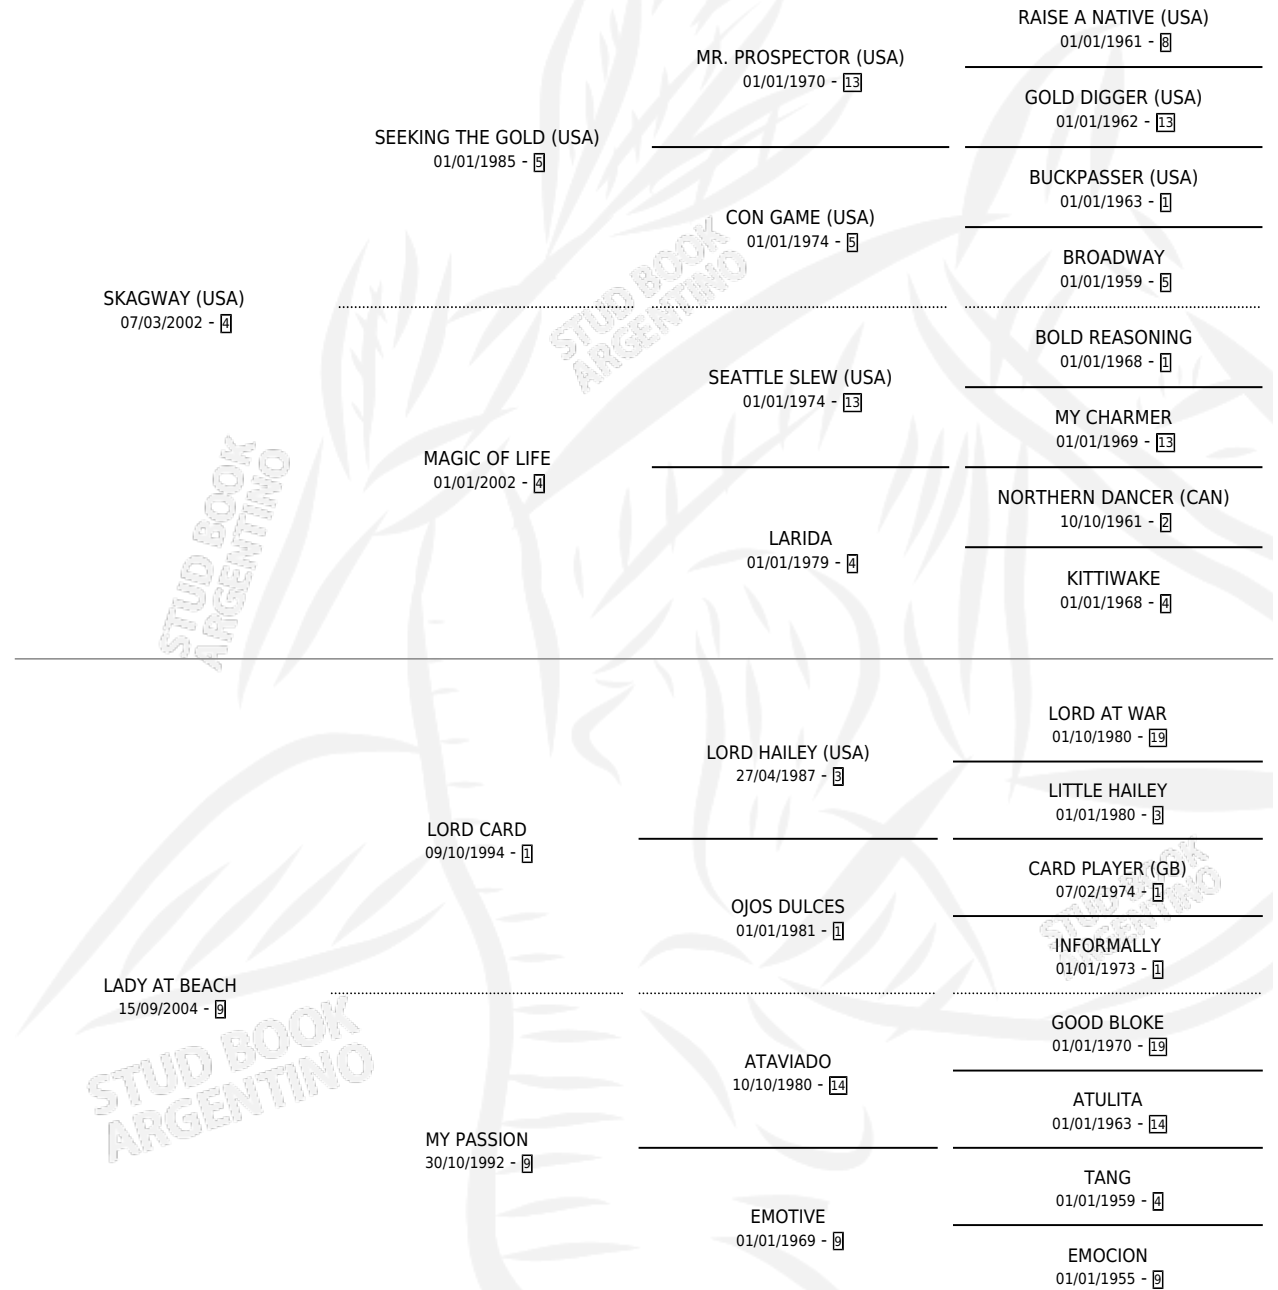 RAISE A NATIVE (USA)
01/01/1961 - 8
MR. PROSPECTOR (USA)
01/01/1970 - 13
GOLD DIGGER (USA)
01/01/1962 - 13
SEEKING THE GOLD (USA)
01/01/1985 - 5
BUCKPASSER (USA)
01/01/1963 - 1
CON GAME (USA)
01/01/1974 - 5
BROADWAY
01/01/1959 - 5
SKAGWAY (USA)
07/03/2002 - 4
BOLD REASONING
01/01/1968 - 1
SEATTLE SLEW (USA)
01/01/1974 - 13
MY CHARMER
01/01/1969 - 13
MAGIC OF LIFE
01/01/2002 - 4
NORTHERN DANCER (CAN)
10/10/1961 - 2
LARIDA
01/01/1979 - 4
KITTIWAKE
01/01/1968 - 4
LORD AT WAR
01/10/1980 - 19
LORD HAILEY (USA)
27/04/1987 - 3
LITTLE HAILEY
01/01/1980 - 3
LORD CARD
09/10/1994 - 1
CARD PLAYER (GB)
07/02/1974 - 1
OJOS DULCES
01/01/1981 - 1
INFORMALLY
01/01/1973 - 1
LADY AT BEACH
15/09/2004 - 9
GOOD BLOKE
01/01/1970 - 19
ATAVIADO
10/10/1980 - 14
ATULITA
01/01/1963 - 14
MY PASSION
30/10/1992 - 9
TANG
01/01/1959 - 4
EMOTIVE
01/01/1969 - 9
EMOCION
01/01/1955 - 9
STUD BOOK
ARGENTINO
STUD BOOK
ARGENTINO
STUD BOOK
ARGENTINO
STUD BOOK
ARGENTINO